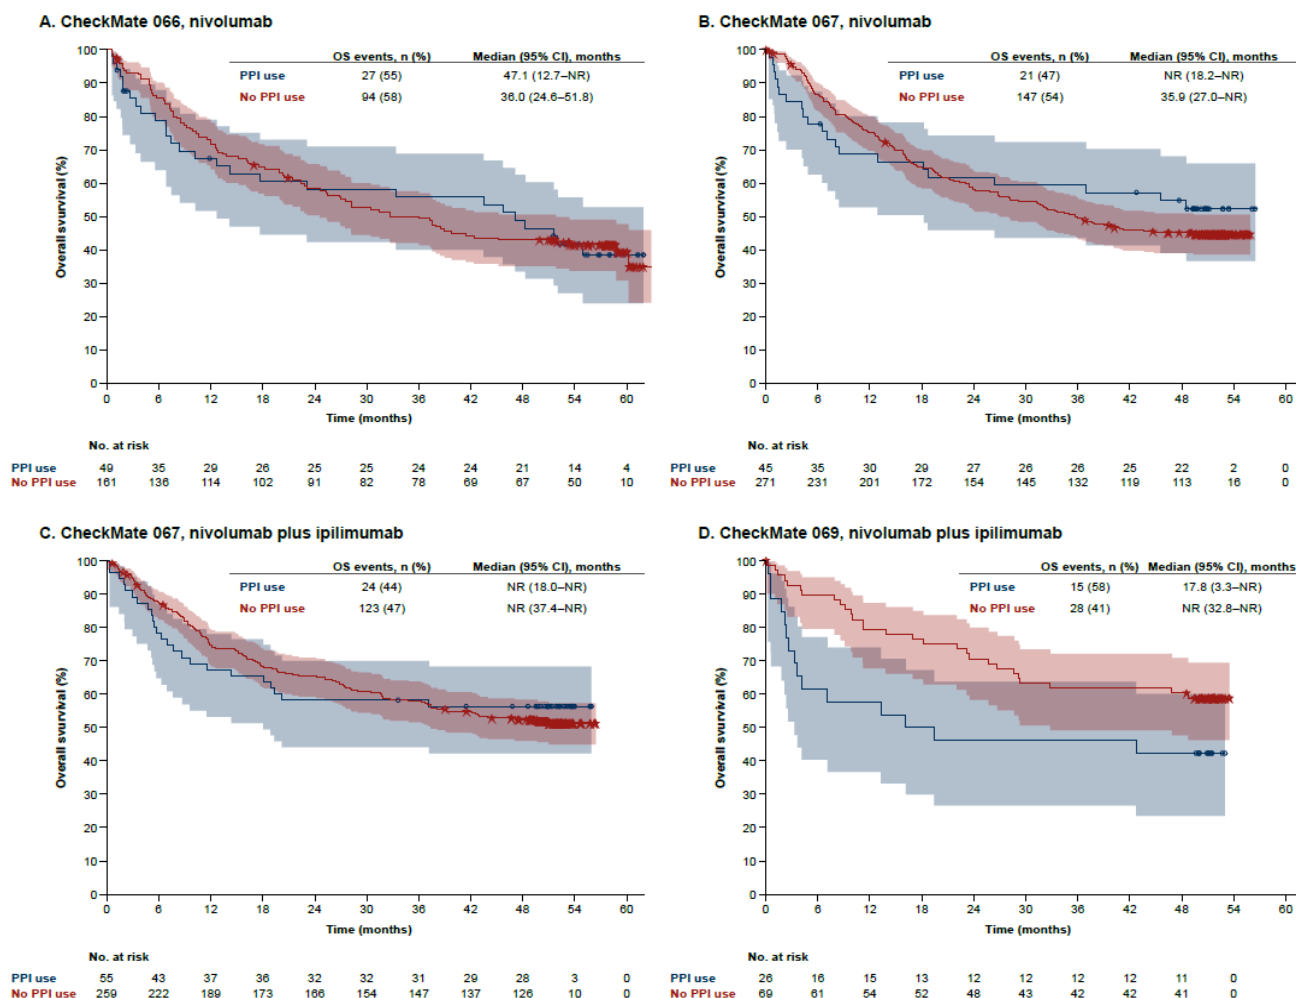 A. CheckMate 066, nivolumab
OS events, n (%) Median (95% CI), months
PPI use 27 (55) 47.1 (12.7–NR)
No PPI use 94 (58) 36.0 (24.6–51.8)
Overall svurvival (%)
100
90
80
70
60
50
40
30
20
10
0
0 6 12 18 24 30 36 42 48 54 60
Time (months)
No. at risk
PPI use 49 35 29 26 25 25 24 24 21 14 4
No PPI use 161 136 114 102 91 82 78 69 67 50 10
B. CheckMate 067, nivolumab
OS events, n (%) Median (95% CI), months
PPI use 21 (47) NR (18.2–NR)
No PPI use 147 (54) 35.9 (27.0–NR)
Overall svurvival (%)
100
90
80
70
60
50
40
30
20
10
0
0 6 12 18 24 30 36 42 48 54 60
Time (months)
No. at risk
PPI use 45 35 30 29 27 26 26 25 22 2 0
No PPI use 271 231 201 172 154 145 132 119 113 16 0
C. CheckMate 067, nivolumab plus ipilimumab
OS events, n (%) Median (95% CI), months
PPI use 24 (44) NR (18.0–NR)
No PPI use 123 (47) NR (37.4–NR)
Overall svurvival (%)
100
90
80
70
60
50
40
30
20
10
0
0 6 12 18 24 30 36 42 48 54 60
Time (months)
No. at risk
PPI use 55 43 37 36 32 32 31 29 28 3 0
No PPI use 259 222 189 173 166 154 147 137 126 10 0
D. CheckMate 069, nivolumab plus ipilimumab
OS events, n (%) Median (95% CI), months
PPI use 15 (58) 17.8 (3.3–NR)
No PPI use 28 (41) NR (32.8–NR)
Overall svurvival (%)
100
90
80
70
60
50
40
30
20
10
0
0 6 12 18 24 30 36 42 48 54 60
Time (months)
No. at risk
PPI use 26 16 15 13 12 12 12 12 11 0
No PPI use 69 61 54 52 48 43 42 42 41 0